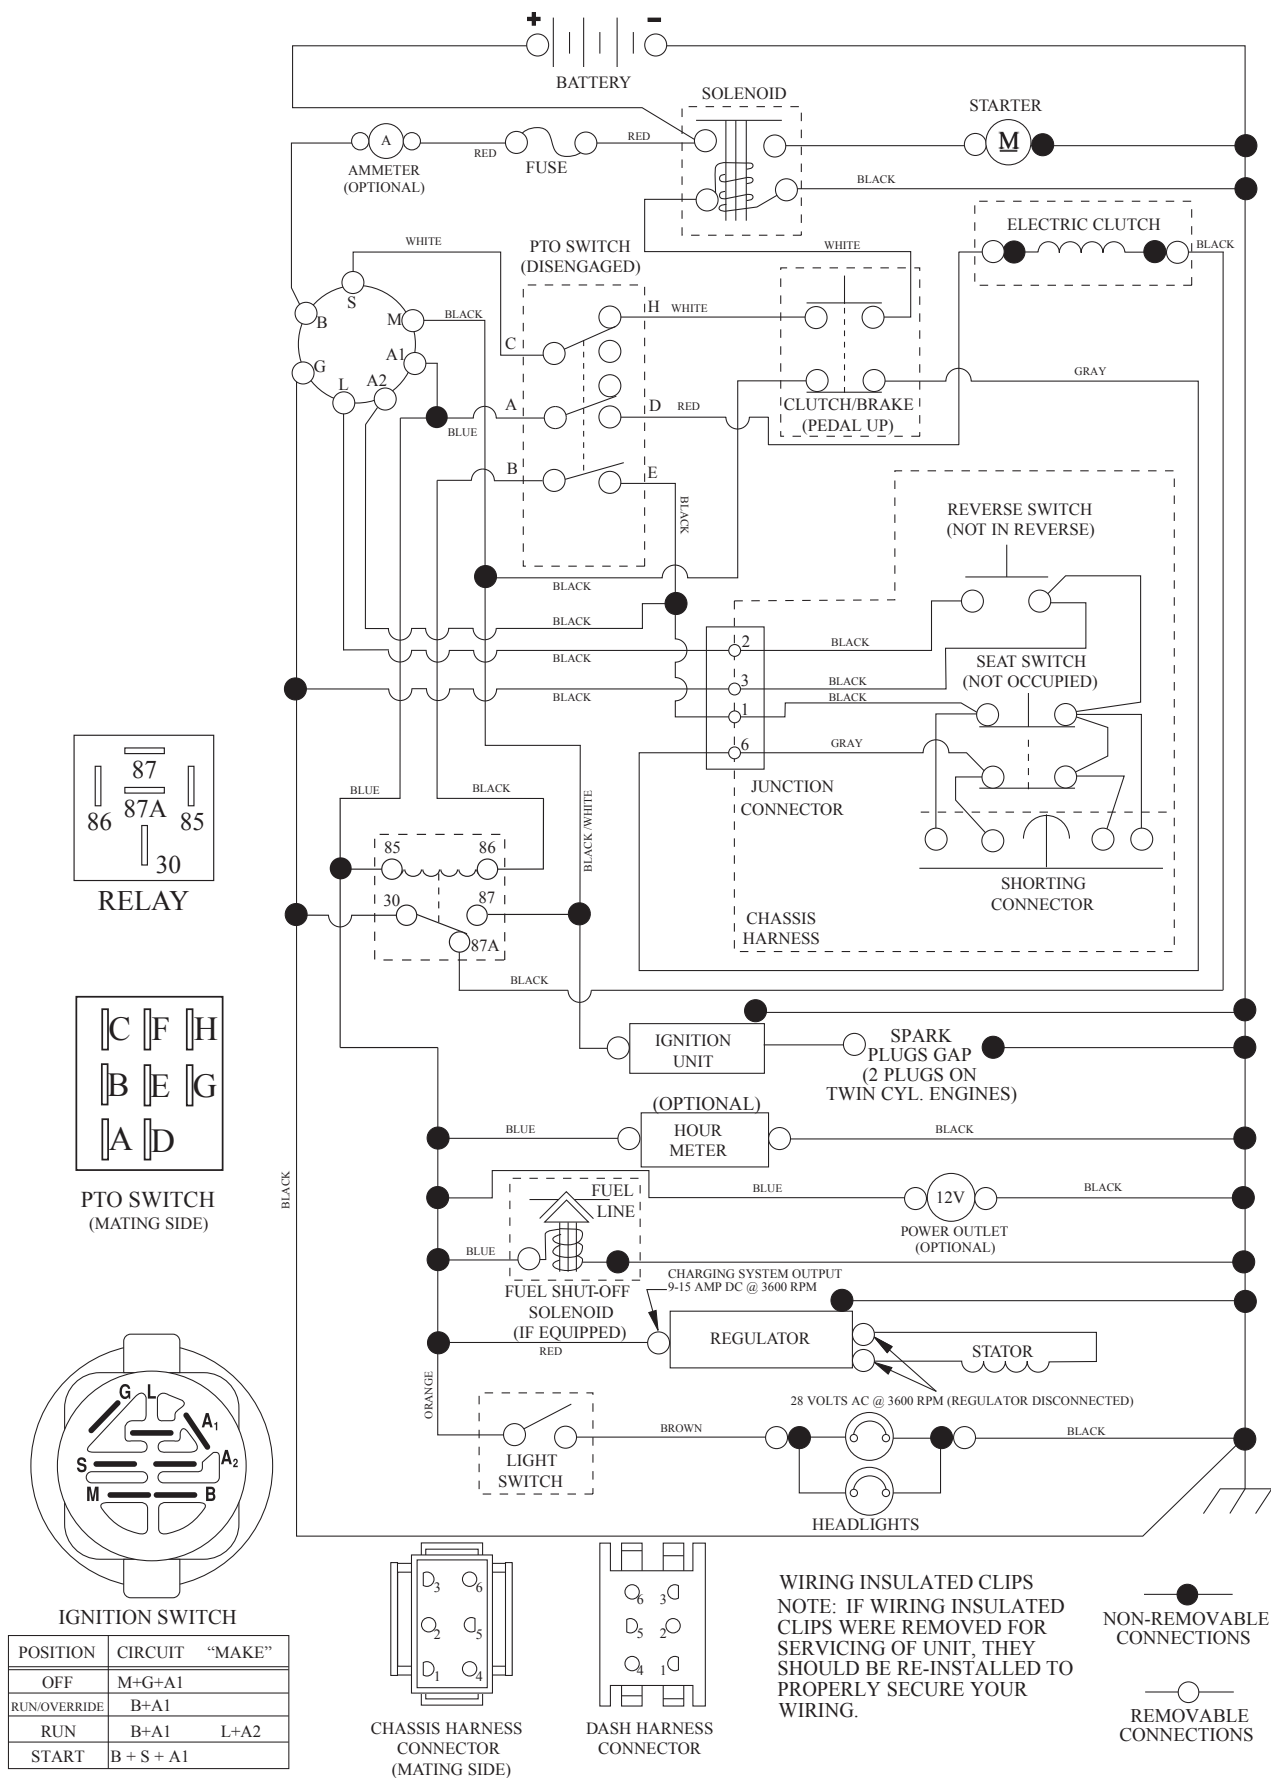 + −
BATTERY
SOLENOID
STARTER
A
RED
FUSE
RED
M
AMMETER
(OPTIONAL)
BLACK
ELECTRIC CLUTCH
WHITE
PTO SWITCH
(DISENGAGED)
WHITE
BLACK
S
B
M
BLACK
H
WHITE
C
A1
G
L
A2
GRAY
A
BLUE
D
RED
CLUTCH/BRAKE
(PEDAL UP)
B
E
BLACK
REVERSE SWITCH
(NOT IN REVERSE)
BLACK
BLACK
2
BLACK
BLACK
SEAT SWITCH
(NOT OCCUPIED)
3
BLACK
BLACK
BLACK
1
6
GRAY
87
87A
86
85
30
RELAY
JUNCTION
CONNECTOR
BLUE
BLACK
BLACK /WHITE
85
86
30
87
87A
SHORTING
CONNECTOR
CHASSIS
HARNESS
BLACK
C F H
B E G
A D
PTO SWITCH
(MATING SIDE)
IGNITION
UNIT
SPARK
PLUGS GAP
(2 PLUGS ON
TWIN CYL. ENGINES)
(OPTIONAL)
HOUR
METER
BLUE
BLACK
BLACK
FUEL
LINE
BLUE
12V
BLACK
POWER OUTLET
(OPTIONAL)
BLUE
FUEL SHUT-OFF
SOLENOID
(IF EQUIPPED)
CHARGING SYSTEM OUTPUT
9-15 AMP DC @ 3600 RPM
RED
REGULATOR
STATOR
28 VOLTS AC @ 3600 RPM (REGULATOR DISCONNECTED)
ORANGE
LIGHT
SWITCH
BROWN
BLACK
HEADLIGHTS
G L
A1
S
A2
M
B
IGNITION SWITCH
POSITION CIRCUIT “MAKE”
OFF M+G+A1
RUN/OVERRIDE B+A1
RUN B+A1 L+A2
START B + S + A1
3 6
2 5
1 4
CHASSIS HARNESS
CONNECTOR
(MATING SIDE)
6 3
5 2
4 1
DASH HARNESS
CONNECTOR
WIRING INSULATED CLIPS
NOTE: IF WIRING INSULATED
CLIPS WERE REMOVED FOR
SERVICING OF UNIT, THEY
SHOULD BE RE-INSTALLED TO
PROPERLY SECURE YOUR
WIRING.
NON-REMOVABLE
CONNECTIONS
REMOVABLE
CONNECTIONS